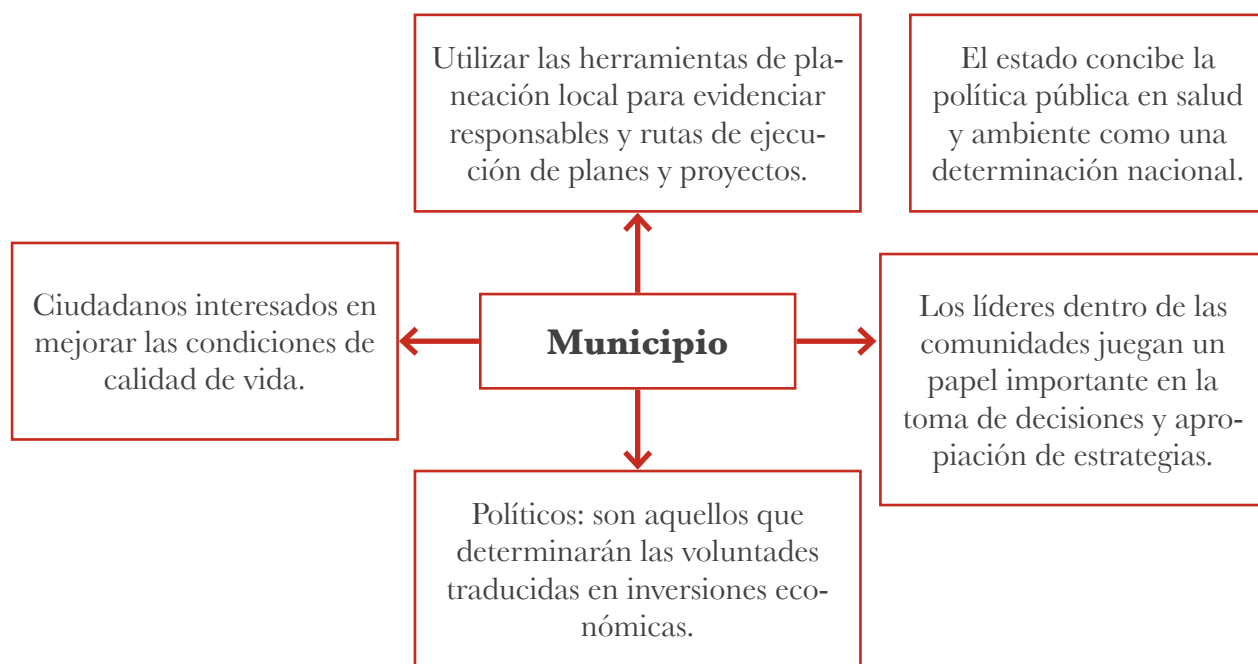 Utilizar las herramientas de pla-
neación local para evidenciar
responsables y rutas de ejecu-
ción de planes y proyectos.
El estado concibe la
política pública en salud
y ambiente como una
determinación nacional.
Ciudadanos interesados en
mejorar las condiciones de
calidad de vida.
Municipio
Los líderes dentro de las
comunidades juegan un
papel importante en la
toma de decisiones y apro-
piación de estrategias.
Políticos: son aquellos que
determinarán las voluntades
traducidas en inversiones eco-
nómicas.